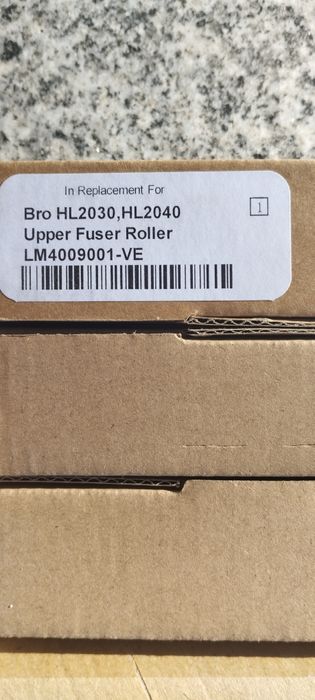 In Replacement For
Bro HL2030,HL2040
1
Upper Fuser Roller
LM4009001-VE